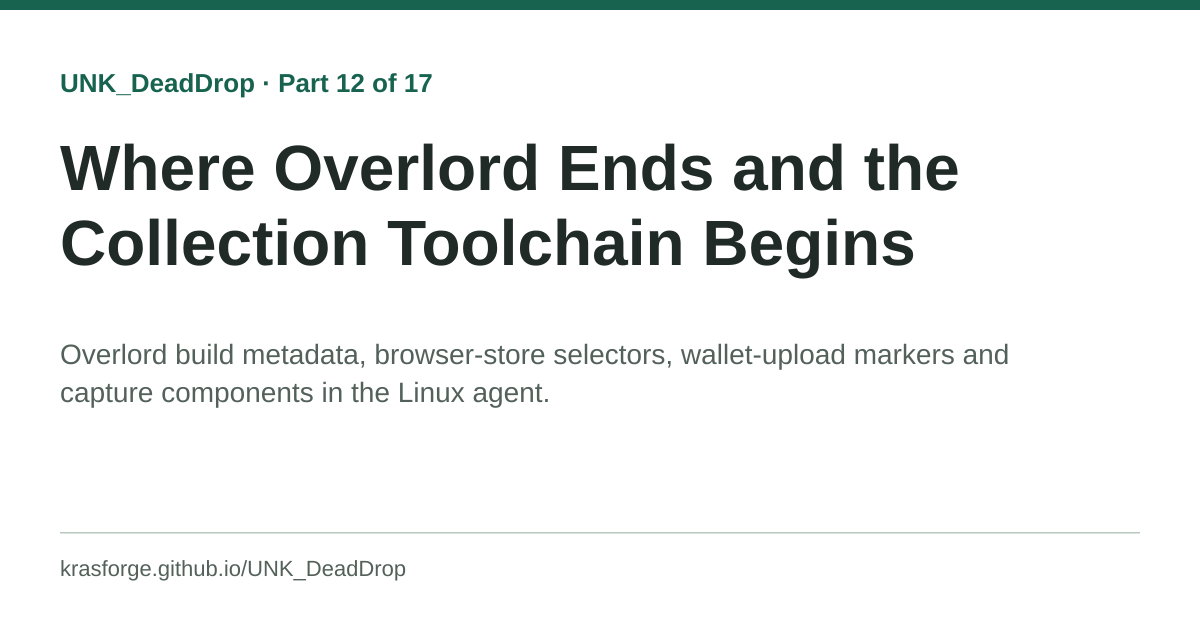 UNK_DeadDrop · Part 12 of 17
Where Overlord Ends and the
Collection Toolchain Begins
Overlord build metadata, browser-store selectors, wallet-upload markers and
capture components in the Linux agent.
krasforge.github.io/UNK_DeadDrop